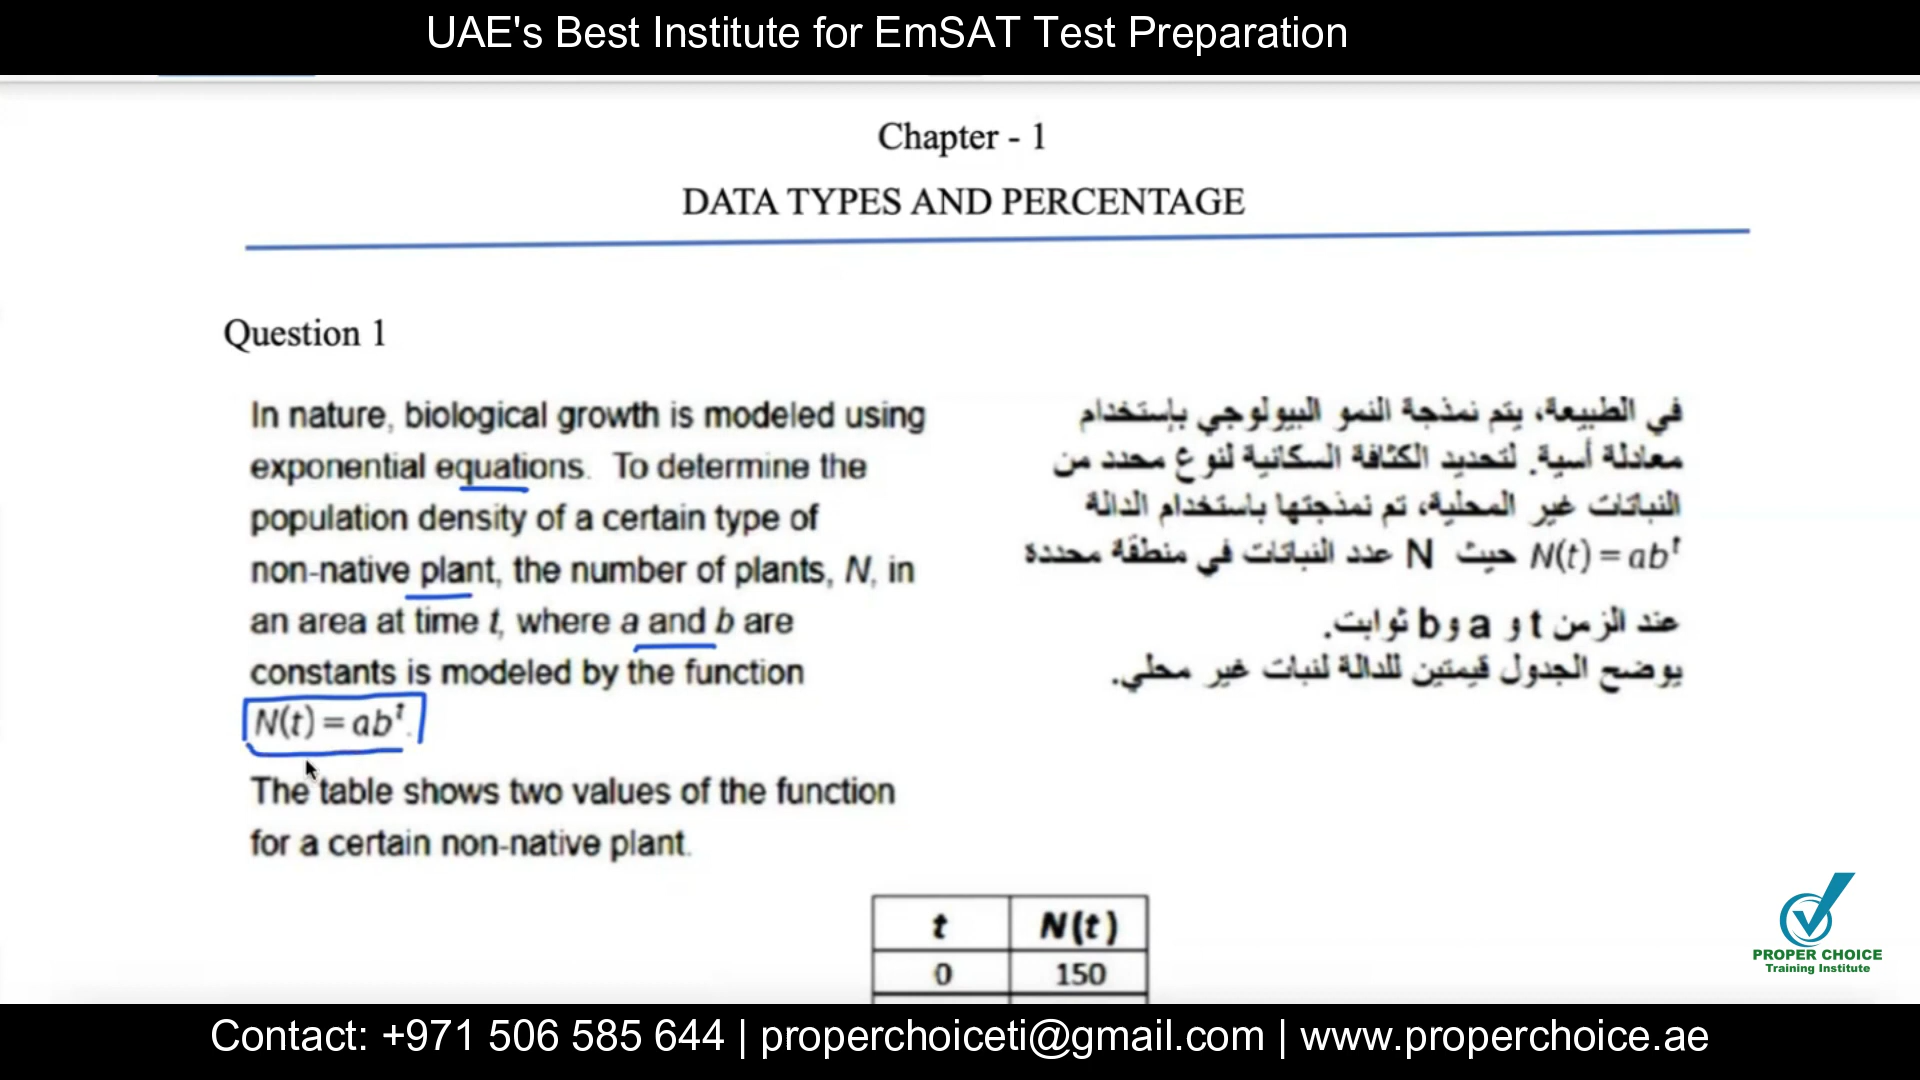 UAE's Best Institute for EmSAT Test Preparation
Chapter - 1
DATA TYPES AND PERCENTAGE
Question 1
In nature, biological growth is modeled using
exponential equations. To determine the
population density of a certain type of
non-native plant, the number of plants, N, in
an area at time t, where a and b are
constants is modeled by the function
N(t) = ab^t.
The table shows two values of the function
for a certain non-native plant.
في الطبيعة، يتم نمذجة النمو البيولوجي بإستخدام
معادلة أسية. لتحديد الكثافة السكانية لنوع محدد من
النباتات غير المحلية، تم نمذجتها باستخدام الدالة
N(t) = ab^t حيث N عدد النباتات في منطقة محددة
عند الزمن t و a وb ثوابت.
يوضح الجدول قيمتين للدالة لنبات غير محلي.
t N(t)
0 150
PROPER CHOICE
Training Institute
Contact: +971 506 585 644 | properchoiceti@gmail.com | www.properchoice.ae